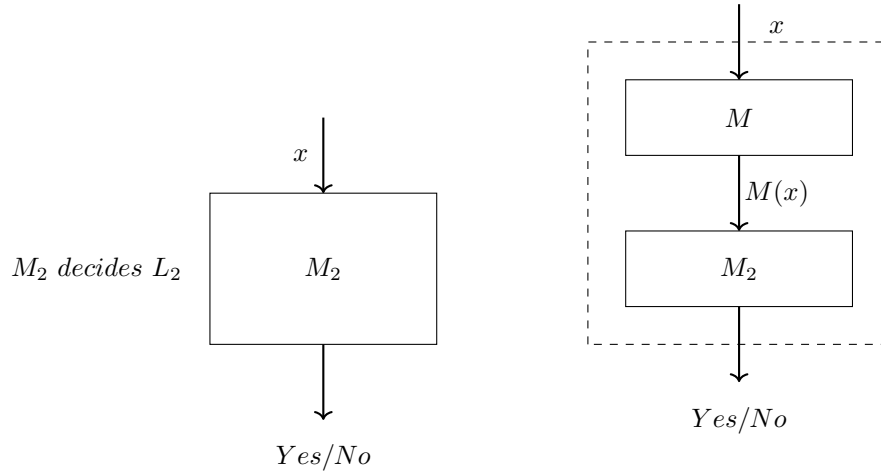 x
M_2 decides L_2
M_2
Yes/No
x
M
M(x)
M_2
Yes/No